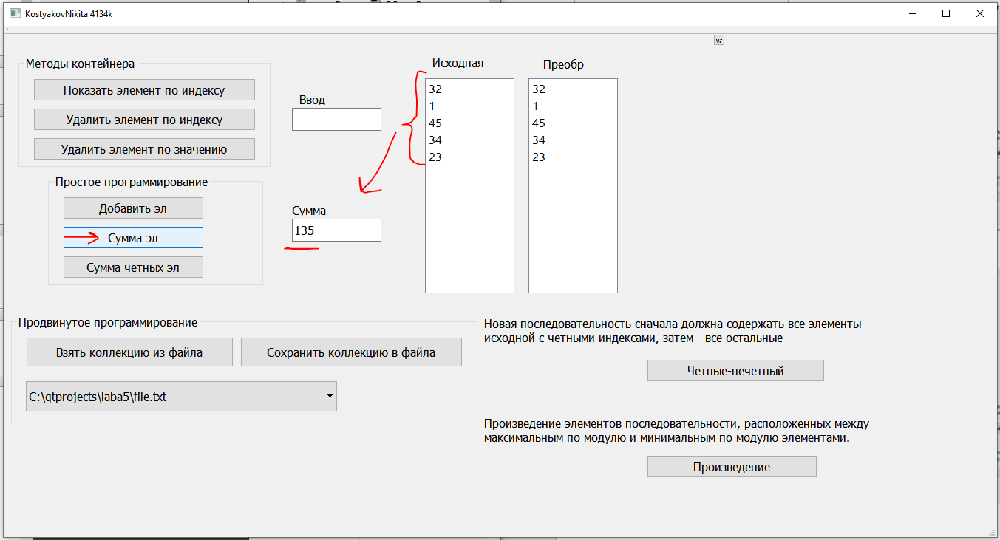 KostyakovNikita 4134k
Методы контейнера
Показать элемент по индексу
Удалить элемент по индексу
Удалить элемент по значению
Простое программирование
Добавить эл
Сумма эл
Сумма четных эл
Ввод
Сумма
135
Исходная
32
1
45
34
23
Преобр
32
1
45
34
23
Продвинутое программирование
Взять коллекцию из файла
Сохранить коллекцию в файла
C:\qtprojects\laba5\file.txt
Новая последовательность сначала должна содержать все элементы
исходной с четными индексами, затем - все остальные
Четные-нечетный
Произведение элементов последовательности, расположенных между
максимальным по модулю и минимальным по модулю элементами.
Произведение